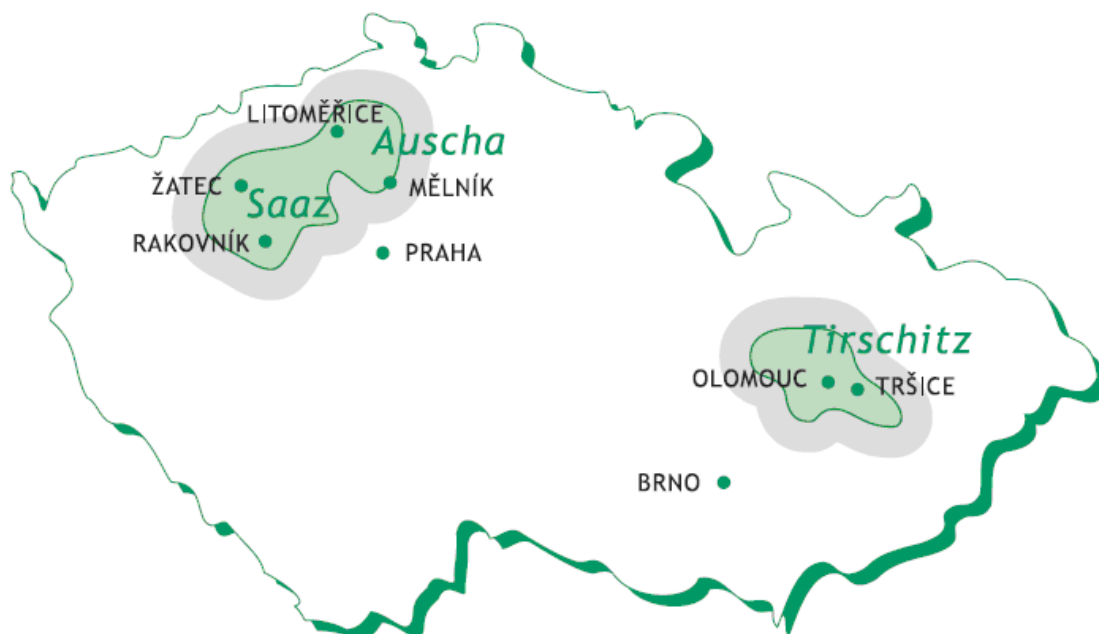 LITOMĚŘICE
Auscha
ŽATEC
MĚLNÍK
Saaz
RAKOVNÍK
PRAHA
Tirschitz
OLOMOUC
TRŠICE
BRNO